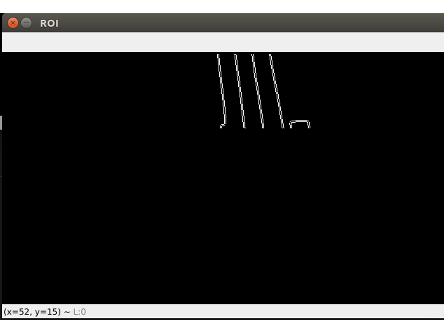 ROI
(x=52, y=15) ~ L:0